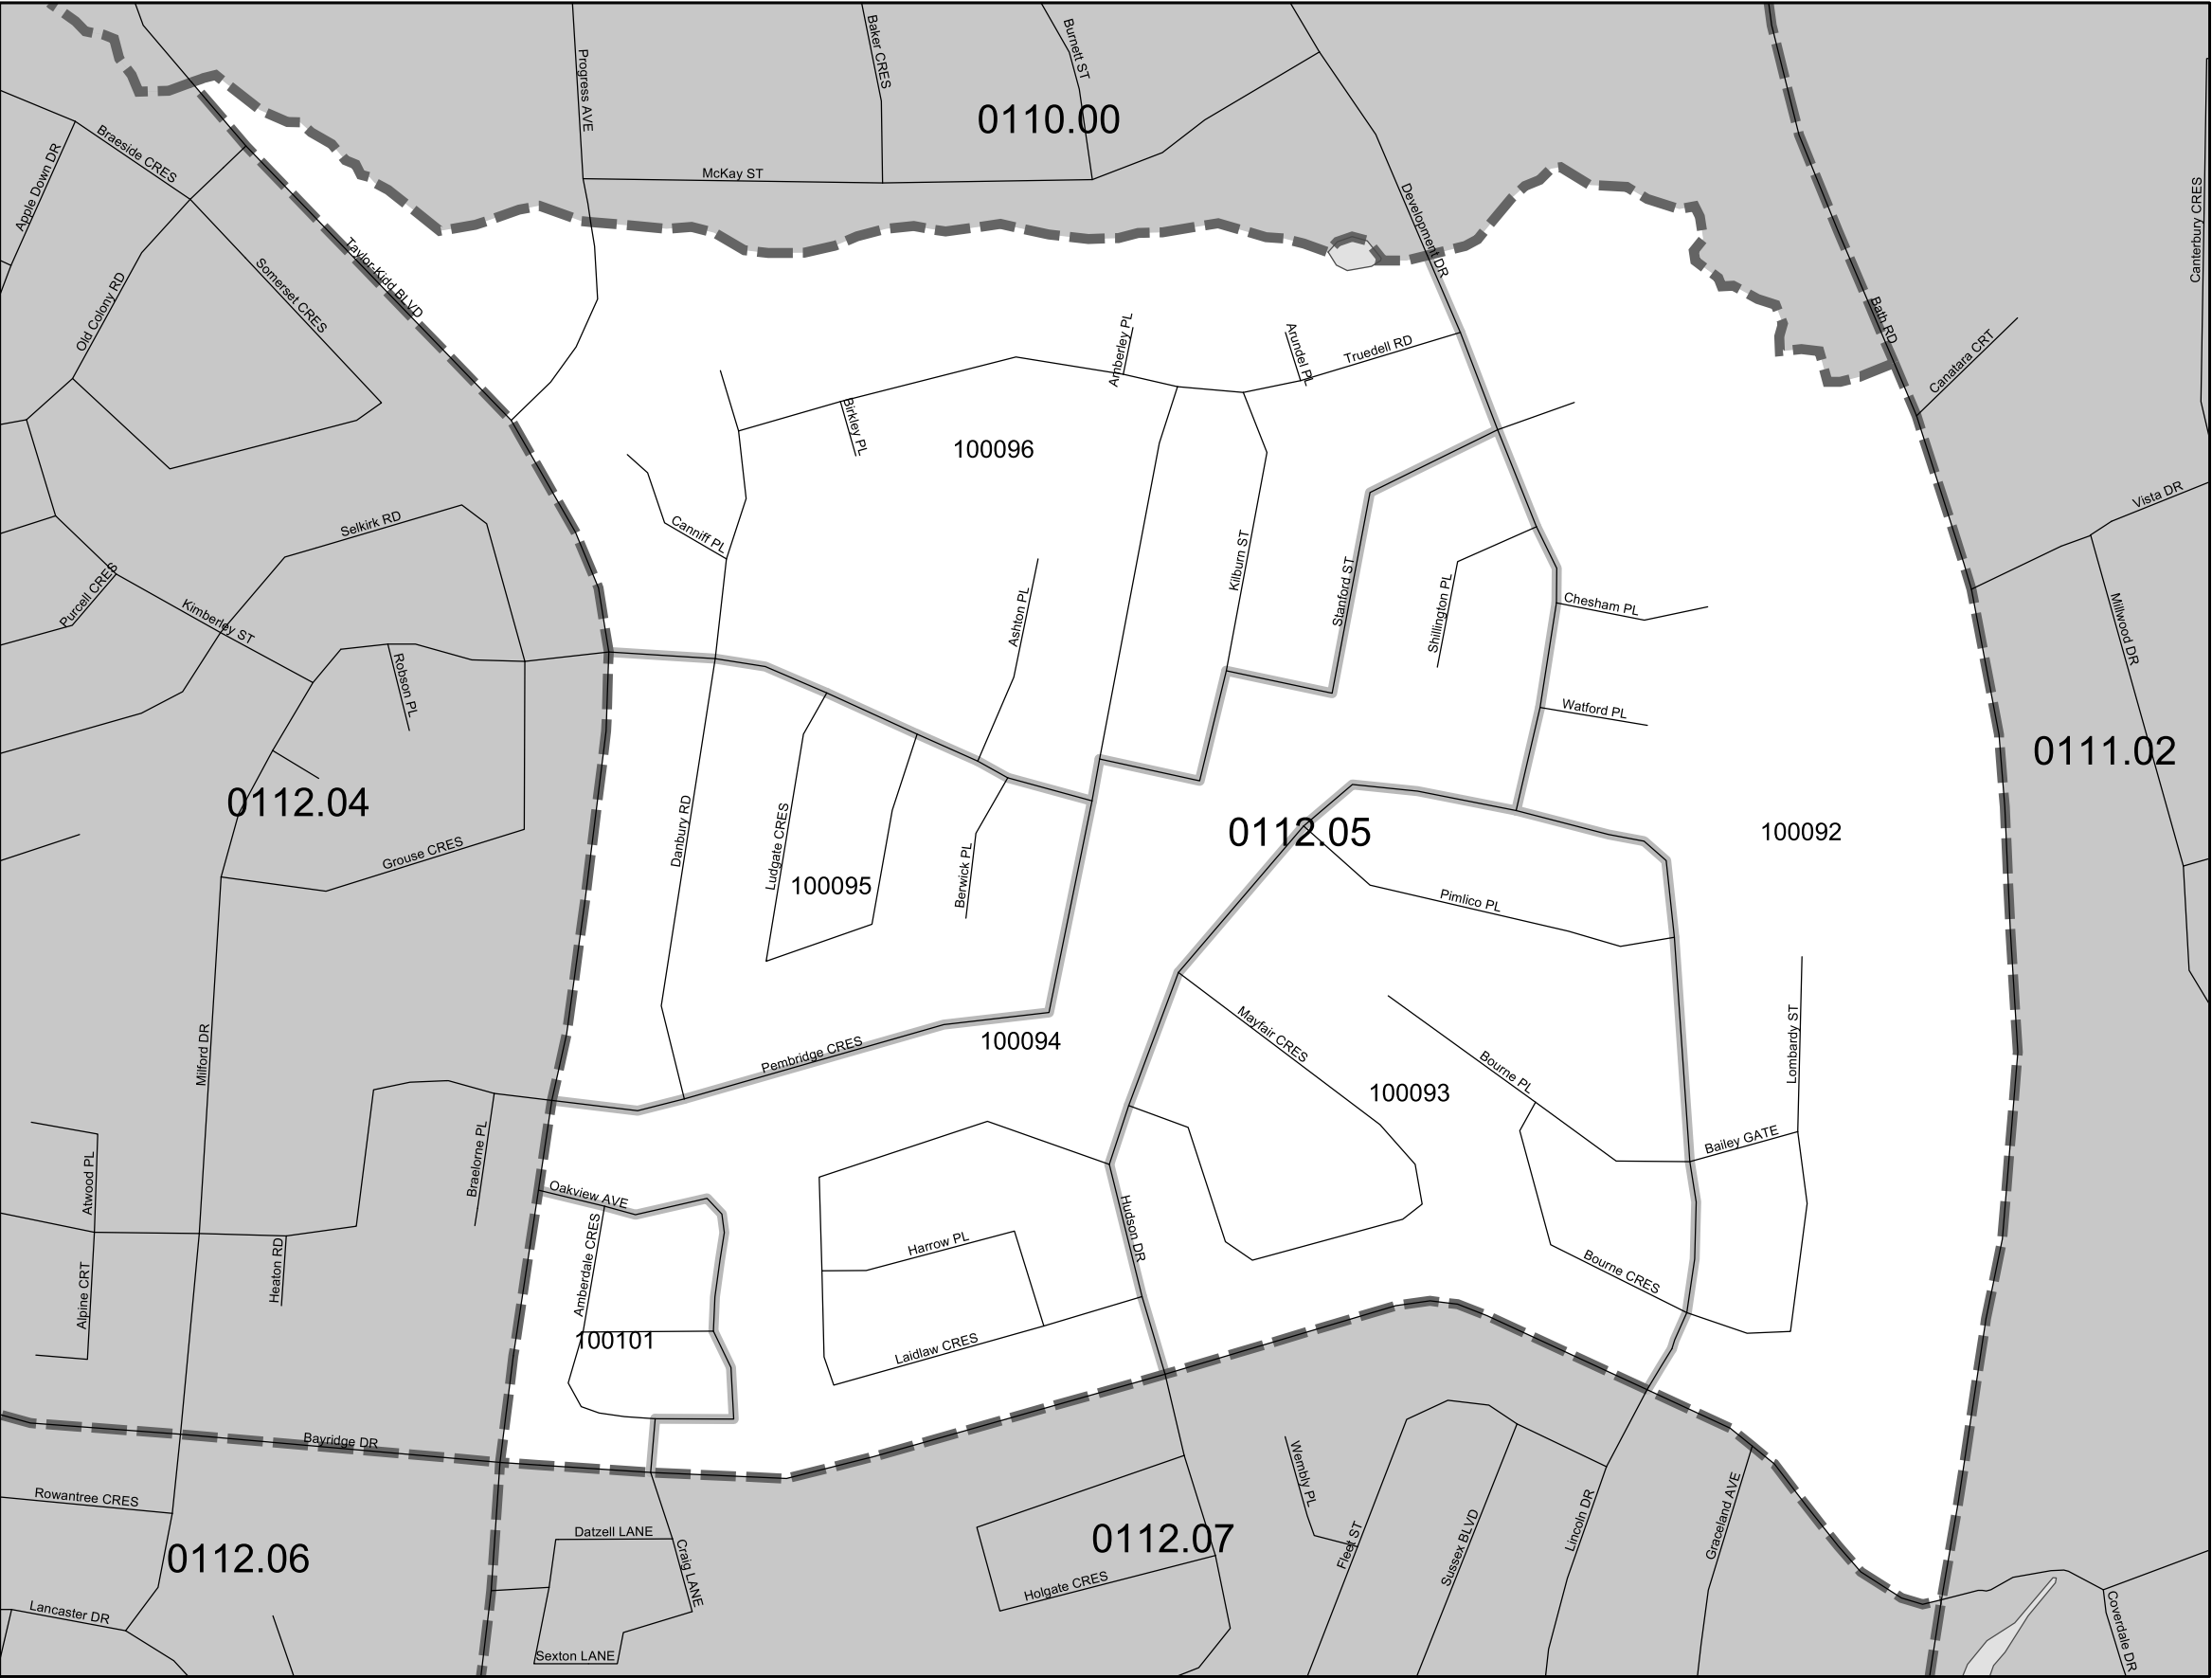 Progress AVE
Baker CRES
Burnett ST
0110.00
Braeside CRES
Apple Down DR
McKay ST
Development DR
Canterbury CRES
Taylor-Kidd BLVD
Somerset CRES
Old Colony RD
Amberley PL
Arundel PL
Truedell RD
Bath RD
Canatara CRT
Birkley PL
100096
Vista DR
Selkirk RD
Canniff PL
Kilburn ST
Stanford ST
Shillington PL
Ashton PL
Purcell CRES
Kimberley ST
Chesham PL
Millwood DR
Robson PL
Watford PL
0111.02
0112.04
Danbury RD
Ludgate CRES
Berwick PL
0112.05
100092
Grouse CRES
100095
Pimlico PL
Milford DR
Pembridge CRES
100094
Mayfair CRES
Bourne PL
Lombardy ST
100093
Bailey GATE
Atwood PL
Braelorne PL
Oakview AVE
Hudson DR
Harrow PL
Alpine CRT
Heaton RD
Amberdale CRES
Bourne CRES
100101
Laidlaw CRES
Bayridge DR
Rowantree CRES
Wembly PL
Fleet ST
Sussex BLVD
Lincoln DR
Graceland AVE
0112.06
Datzell LANE
Craig LANE
0112.07
Holgate CRES
Lancaster DR
Sexton LANE
Coverdale DR